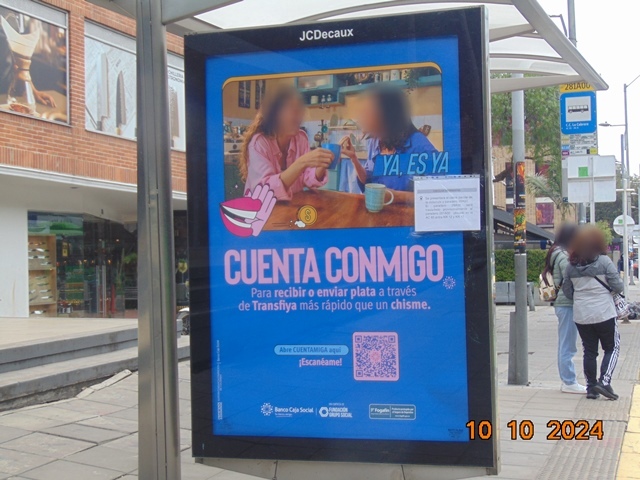 JCDecaux
YA, ES YA
CUENTA CONMIGO
Para recibir o enviar plata a través
de Transfiya más rápido que un chisme.
Abre CUENTAMIGA aquí
¡Escanéame!
Banco Caja Social
FUNDACIÓN
GRUPO SOCIAL
10 10 2024